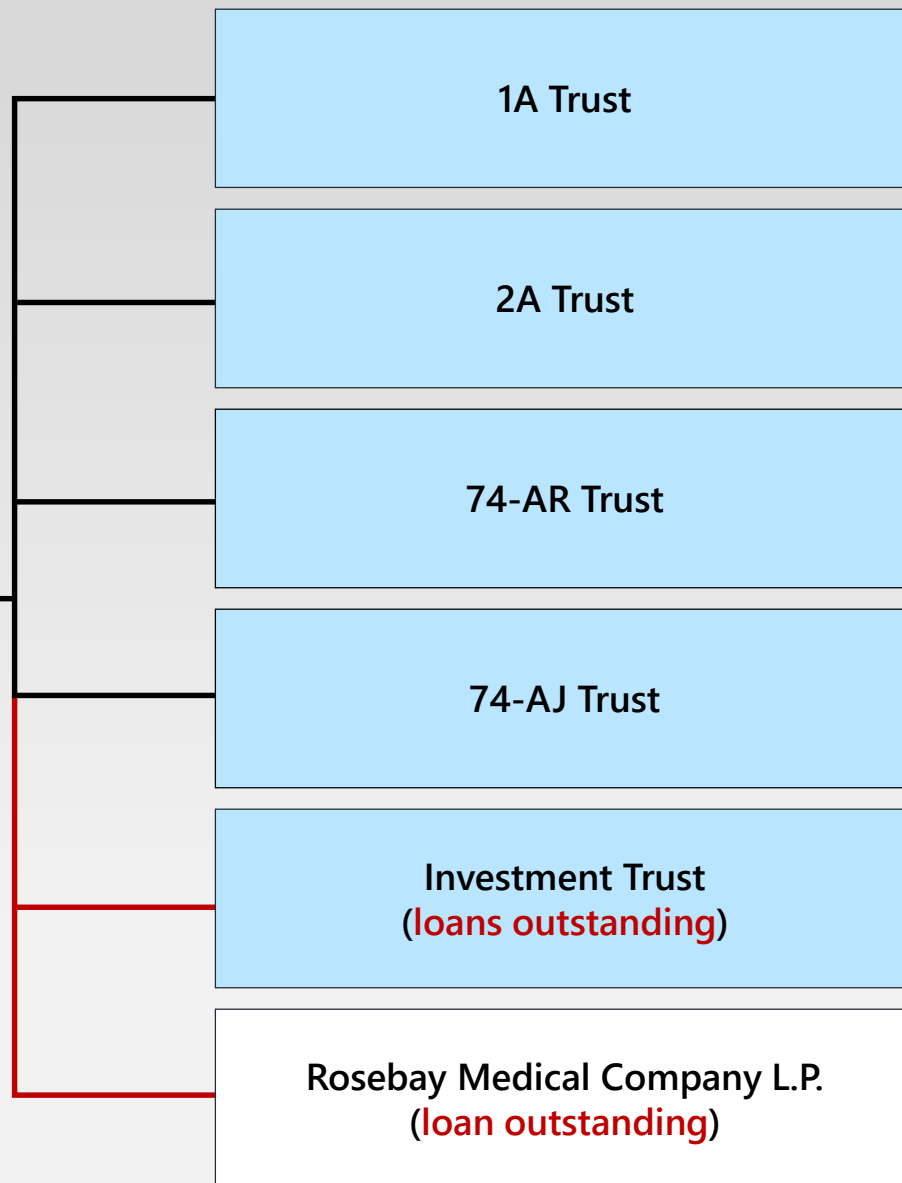 1A Trust
2A Trust
74-AR Trust
74-AJ Trust
Investment Trust
(loans outstanding)
Rosebay Medical Company L.P.
(loan outstanding)